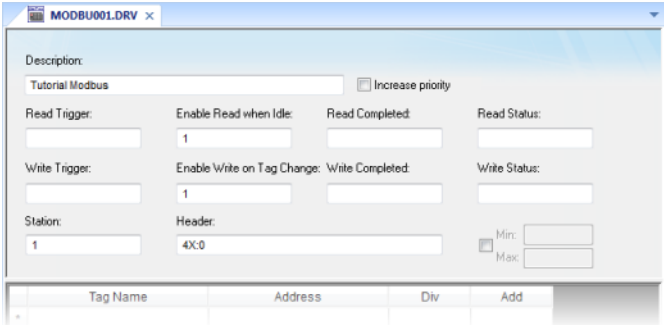 MODBU001.DRV ×
Description:
Tutorial Modbus
Increase priority
Read Trigger: Enable Read when Idle: Read Completed: Read Status:
1
Write Trigger: Enable Write on Tag Change: Write Completed: Write Status:
1
Station: Header:
1 4X:0
Min:
Max:
Tag Name Address Div Add
*